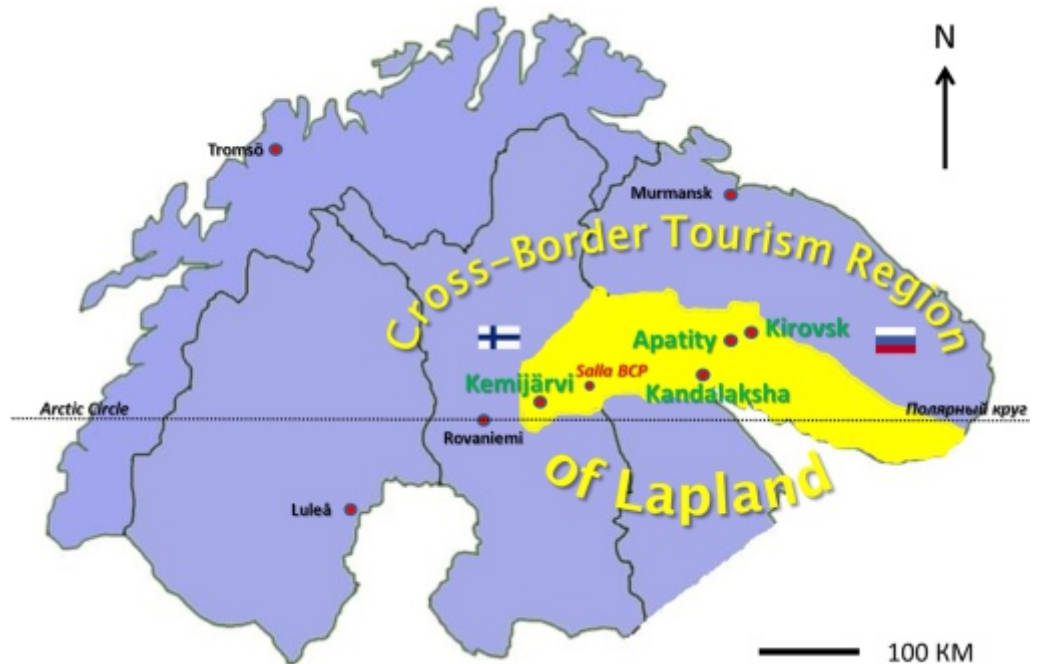 N
Tromsö
Murmansk
Cross-Border Tourism Region
Kirovsk
Apatity
Salla BCP
Kemijärvi
Kandalaksha
Arctic Circle
Полярный круг
Rovaniemi
of Lapland
Luleå
100 KM